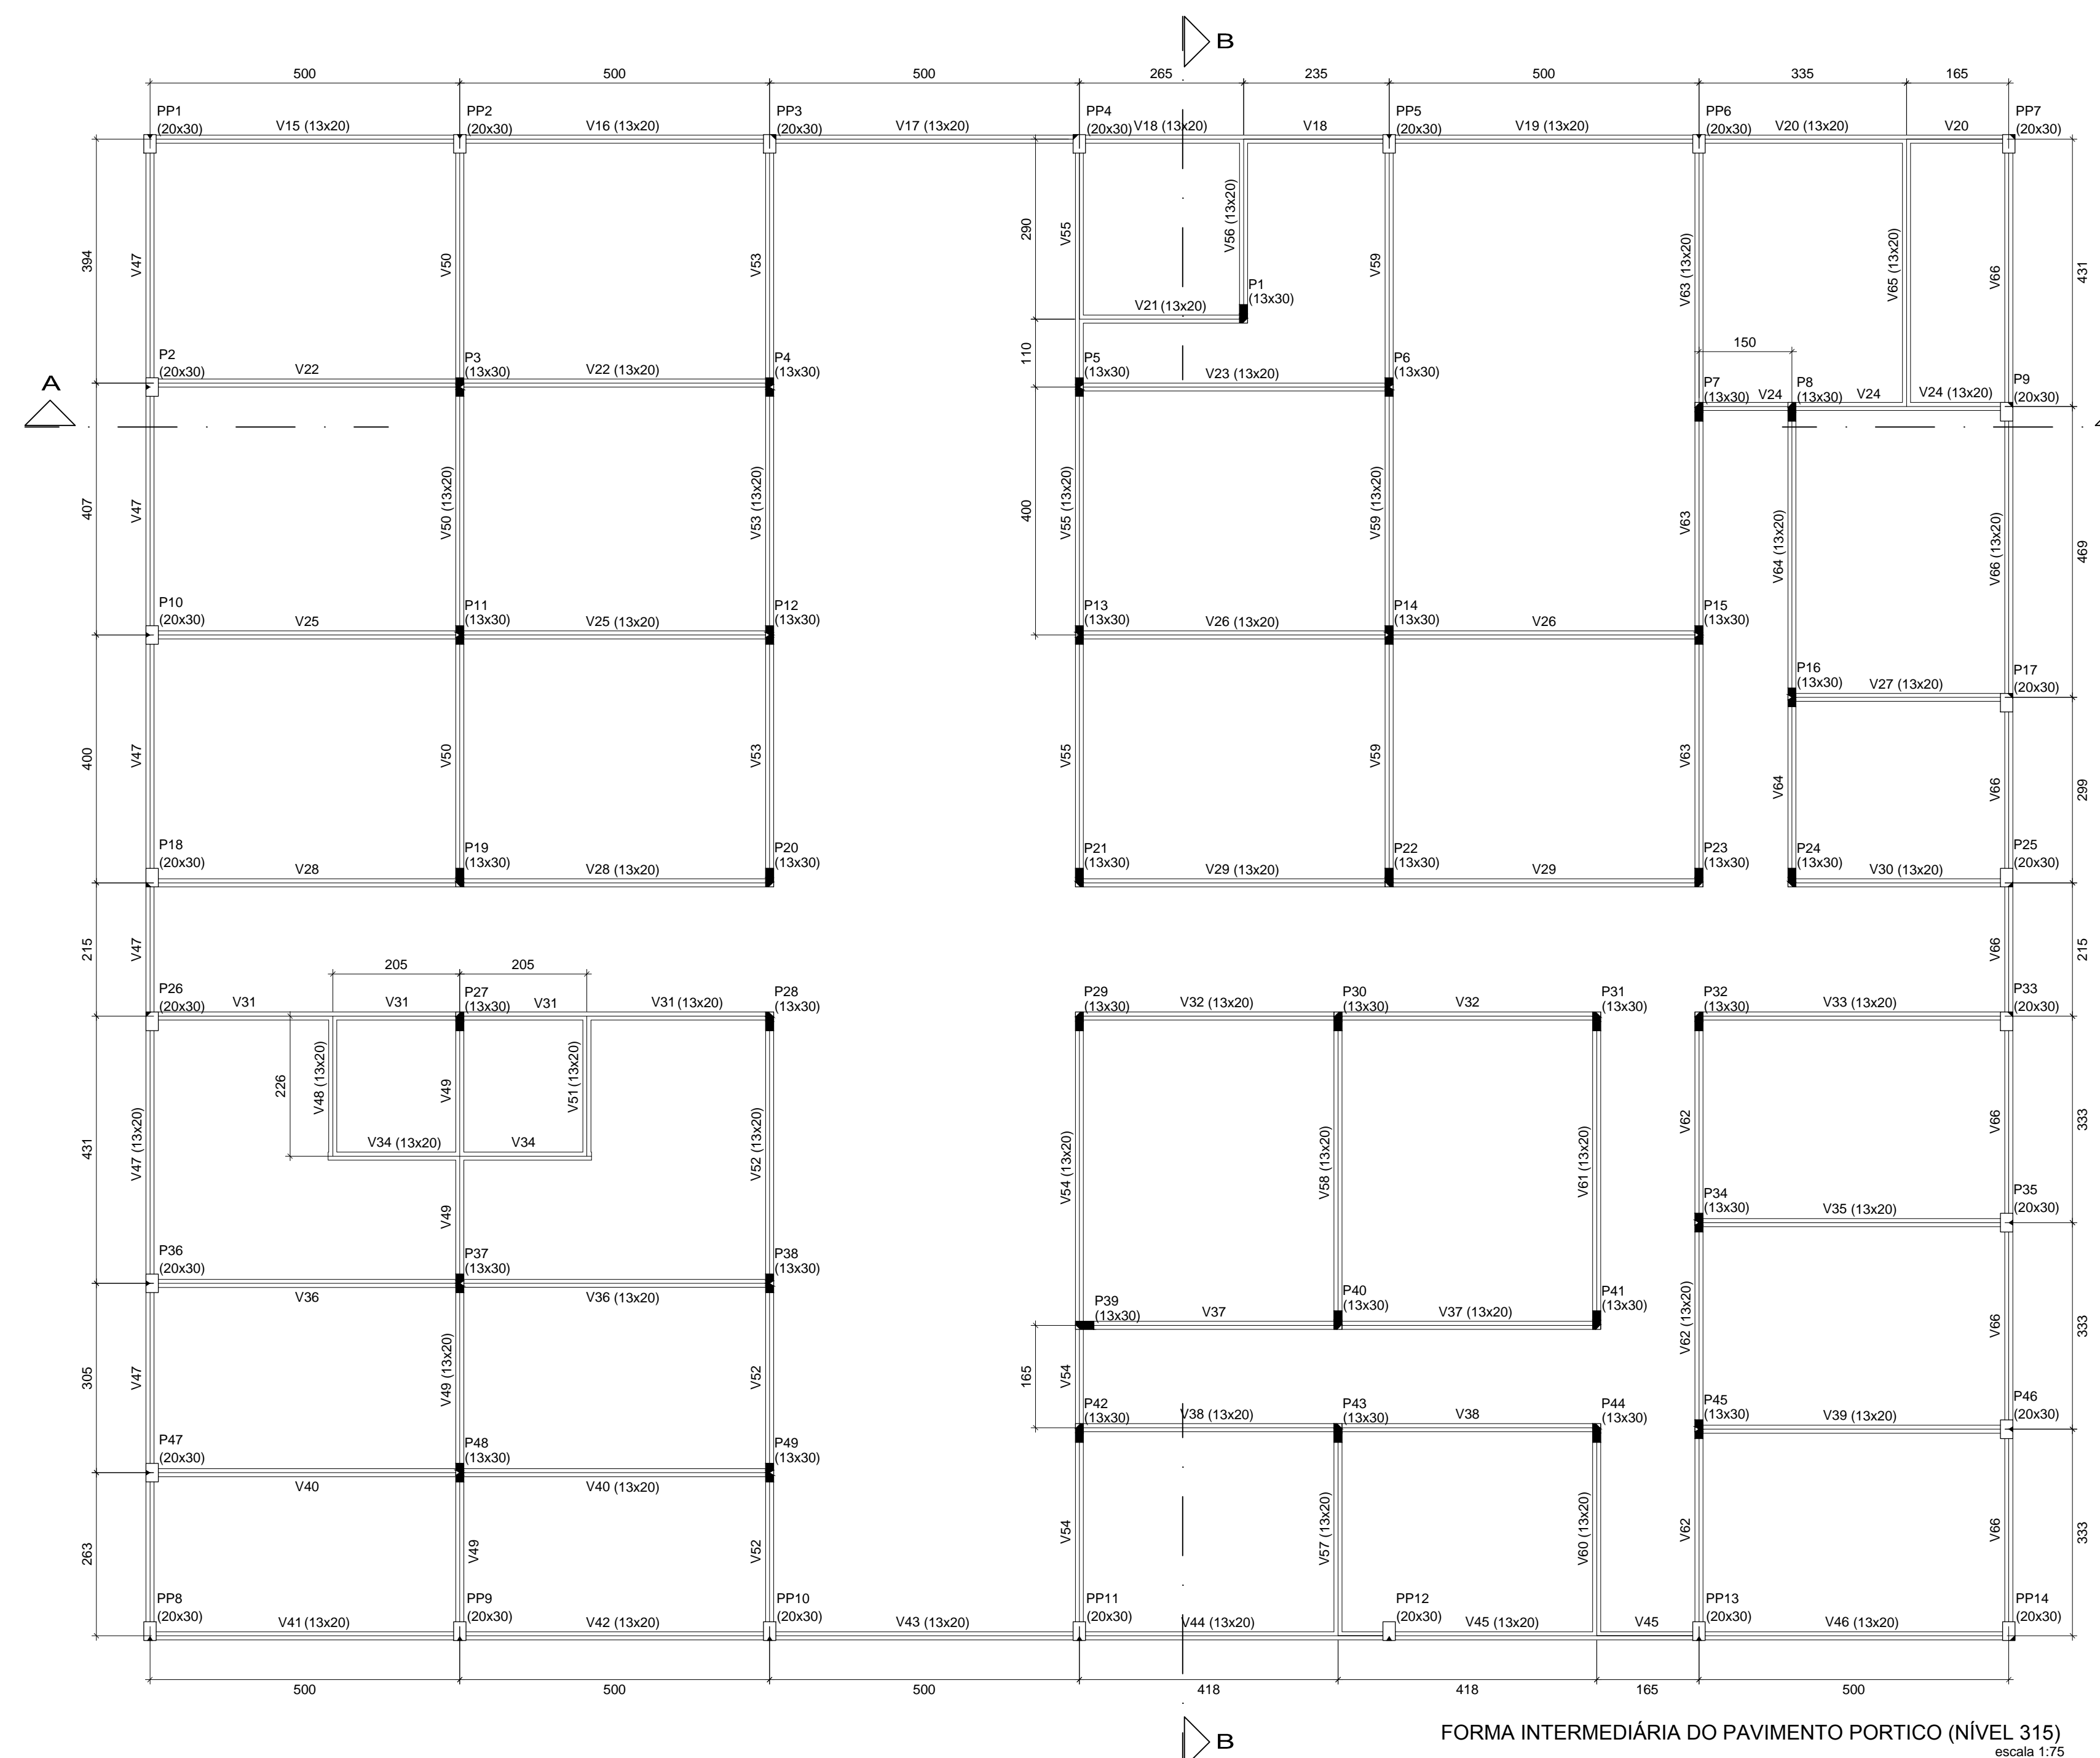 B
500 500 500 265 235 500 335 165
PP1 PP2 PP3 PP4 PP5 PP6 PP7
(20x30) V15 (13x20) (20x30) V16 (13x20) (20x30) V17 (13x20) (20x30) V18 (13x20) V18 (20x30) V19 (13x20) (20x30) V20 (13x20) V20 (20x30)
394 V47 V50 V53 290 V55 V56 (13x20) V59 V63 (13x20) V65 (13x20) V66 431
P1
(13x30)
V21 (13x20)
110 150
A
P2 P3 P4 P5 P6
(20x30) V22 (13x30) V22 (13x20) (13x30) (13x30) V23 (13x20) (13x30)
P7 P8 P9
(13x30) V24 (13x30) V24 V24 (13x20) (20x30)
407 V47 V50 (13x20) V53 (13x20) 400 V55 (13x20) V59 (13x20) V63 V64 (13x20) V66 (13x20) 469
P10 P11 P12 P13 P14 P15
(20x30) V25 (13x30) V25 (13x20) (13x30) (13x30) V26 (13x20) (13x30) V26 (13x30)
P16 P17
(13x30) V27 (13x20) (20x30)
400 V47 V50 V53 V55 V59 V63 V64 V66 299
P18 P19 P20 P21 P22 P23 P24 P25
(20x30) V28 (13x30) V28 (13x20) (13x30) (13x30) V29 (13x20) (13x30) V29 (13x30) (13x30) V30 (13x20) (20x30)
215 V47 V66 215
205 205
P26 P27 P28 P29 P30 P31 P32 P33
(20x30) V31 V31 (13x30) V31 V31 (13x20) (13x30) (13x30) V32 (13x20) (13x30) V32 (13x30) (13x30) V33 (13x20) (20x30)
226 V48 (13x20) V49 V51 (13x20)
V34 (13x20) V34
431 V47 (13x20) V49 V52 (13x20) V54 (13x20) V58 (13x20) V61 (13x20) V62 V66 333
P34 P35
(13x30) V35 (13x20) (20x30)
P36 P37 P38
(20x30) (13x30) (13x30)
V36 V36 (13x20)
P39 P40 P41
(13x30) V37 (13x30) V37 (13x20) (13x30)
305 V47 V49 (13x20) V52 165 V54 V62 (13x20) V66 333
P42 P43 P44 P45 P46
(13x30) V38 (13x20) (13x30) V38 (13x30) (13x30) V39 (13x20) (20x30)
P47 P48 P49
(20x30) (13x30) (13x30)
V40 V40 (13x20)
263 V49 V52 V54 V57 (13x20) V60 (13x20) V62 V66 333
PP8 PP9 PP10 PP11 PP12 PP13 PP14
(20x30) V41 (13x20) (20x30) V42 (13x20) (20x30) V43 (13x20) (20x30) V44 (13x20) (20x30) V45 (13x20) V45 (20x30) V46 (13x20) (20x30)
500 500 500 418 418 165 500
B
FORMA INTERMEDIÁRIA DO PAVIMENTO PORTICO (NÍVEL 315)
escala 1:75